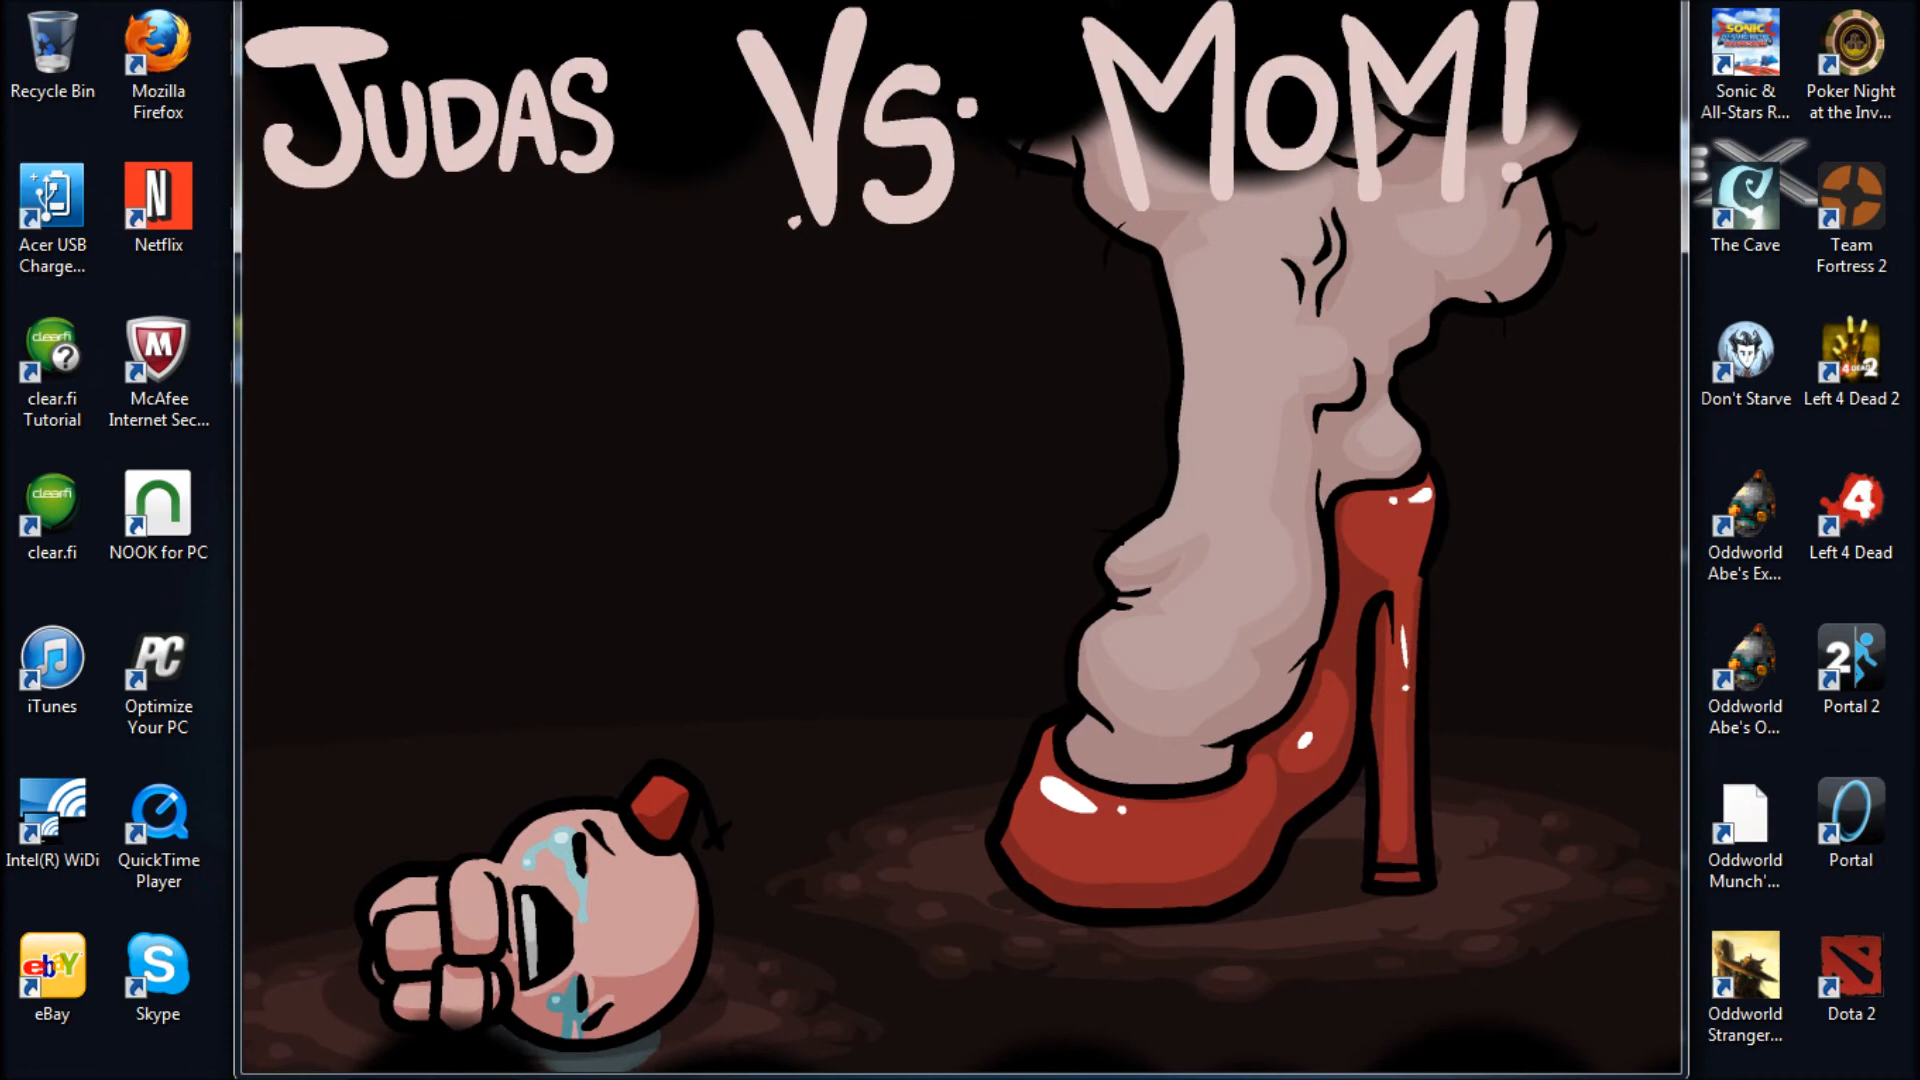 JUDAS VS. MOM!
Recycle Bin
Mozilla
Firefox
Acer USB
Charge...
Netflix
clear.fi
Tutorial
McAfee
Internet Sec...
clear.fi
NOOK for PC
iTunes
Optimize
Your PC
Intel(R) WiDi
QuickTime
Player
eBay
Skype
Sonic &
All-Stars R...
Poker Night
at the Inv...
The Cave
Team
Fortress 2
Don't Starve
Left 4 Dead 2
Oddworld
Abe's Ex...
Left 4 Dead
Oddworld
Abe's O...
Portal 2
Oddworld
Munch'...
Portal
Oddworld
Stranger...
Dota 2